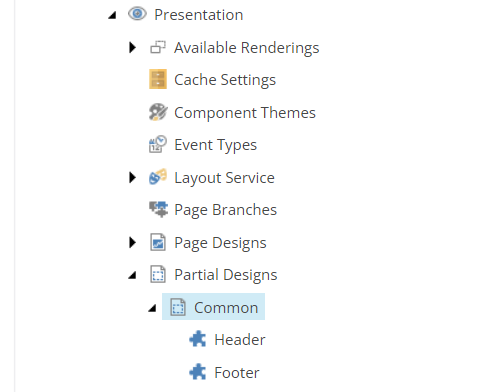 Presentation
Available Renderings
Cache Settings
Component Themes
Event Types
Layout Service
Page Branches
Page Designs
Partial Designs
Common
Header
Footer